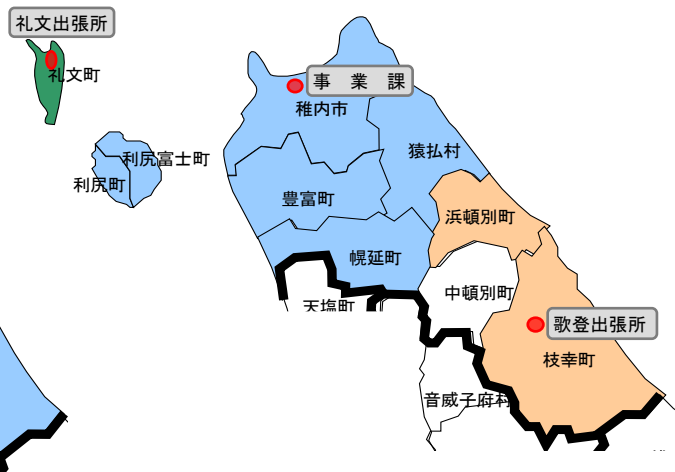 礼文出張所
礼文町
事業課
稚内市
猿払村
利尻富士町
利尻町
豊富町
浜頓別町
幌延町
中頓別町
天塩町
歌登出張所
枝幸町
音威子府村